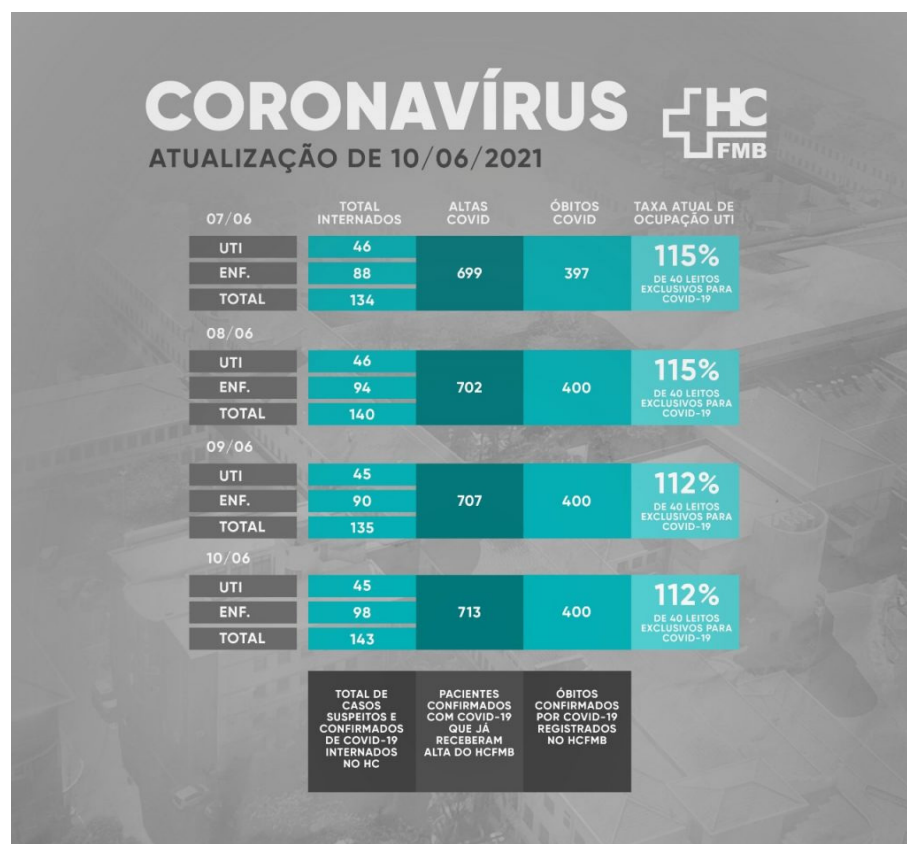 CORONAVÍRUS
HC
FMB
ATUALIZAÇÃO DE 10/06/2021
07/06
TOTAL
INTERNADOS
ALTAS
COVID
ÓBITOS
COVID
TAXA ATUAL DE
OCUPAÇÃO UTI
UTI
46
ENF.
88
TOTAL
134
699
397
115%
DE 40 LEITOS
EXCLUSIVOS PARA
COVID-19
08/06
UTI
46
ENF.
94
TOTAL
140
702
400
115%
DE 40 LEITOS
EXCLUSIVOS PARA
COVID-19
09/06
UTI
45
ENF.
90
TOTAL
135
707
400
112%
DE 40 LEITOS
EXCLUSIVOS PARA
COVID-19
10/06
UTI
45
ENF.
98
TOTAL
143
713
400
112%
DE 40 LEITOS
EXCLUSIVOS PARA
COVID-19
TOTAL DE
CASOS
SUSPEITOS E
CONFIRMADOS
DE COVID-19
INTERNADOS
NO HC
PACIENTES
CONFIRMADOS
COM COVID-19
QUE JÁ
RECEBERAM
ALTA DO HCFMB
ÓBITOS
CONFIRMADOS
POR COVID-19
REGISTRADOS
NO HCFMB